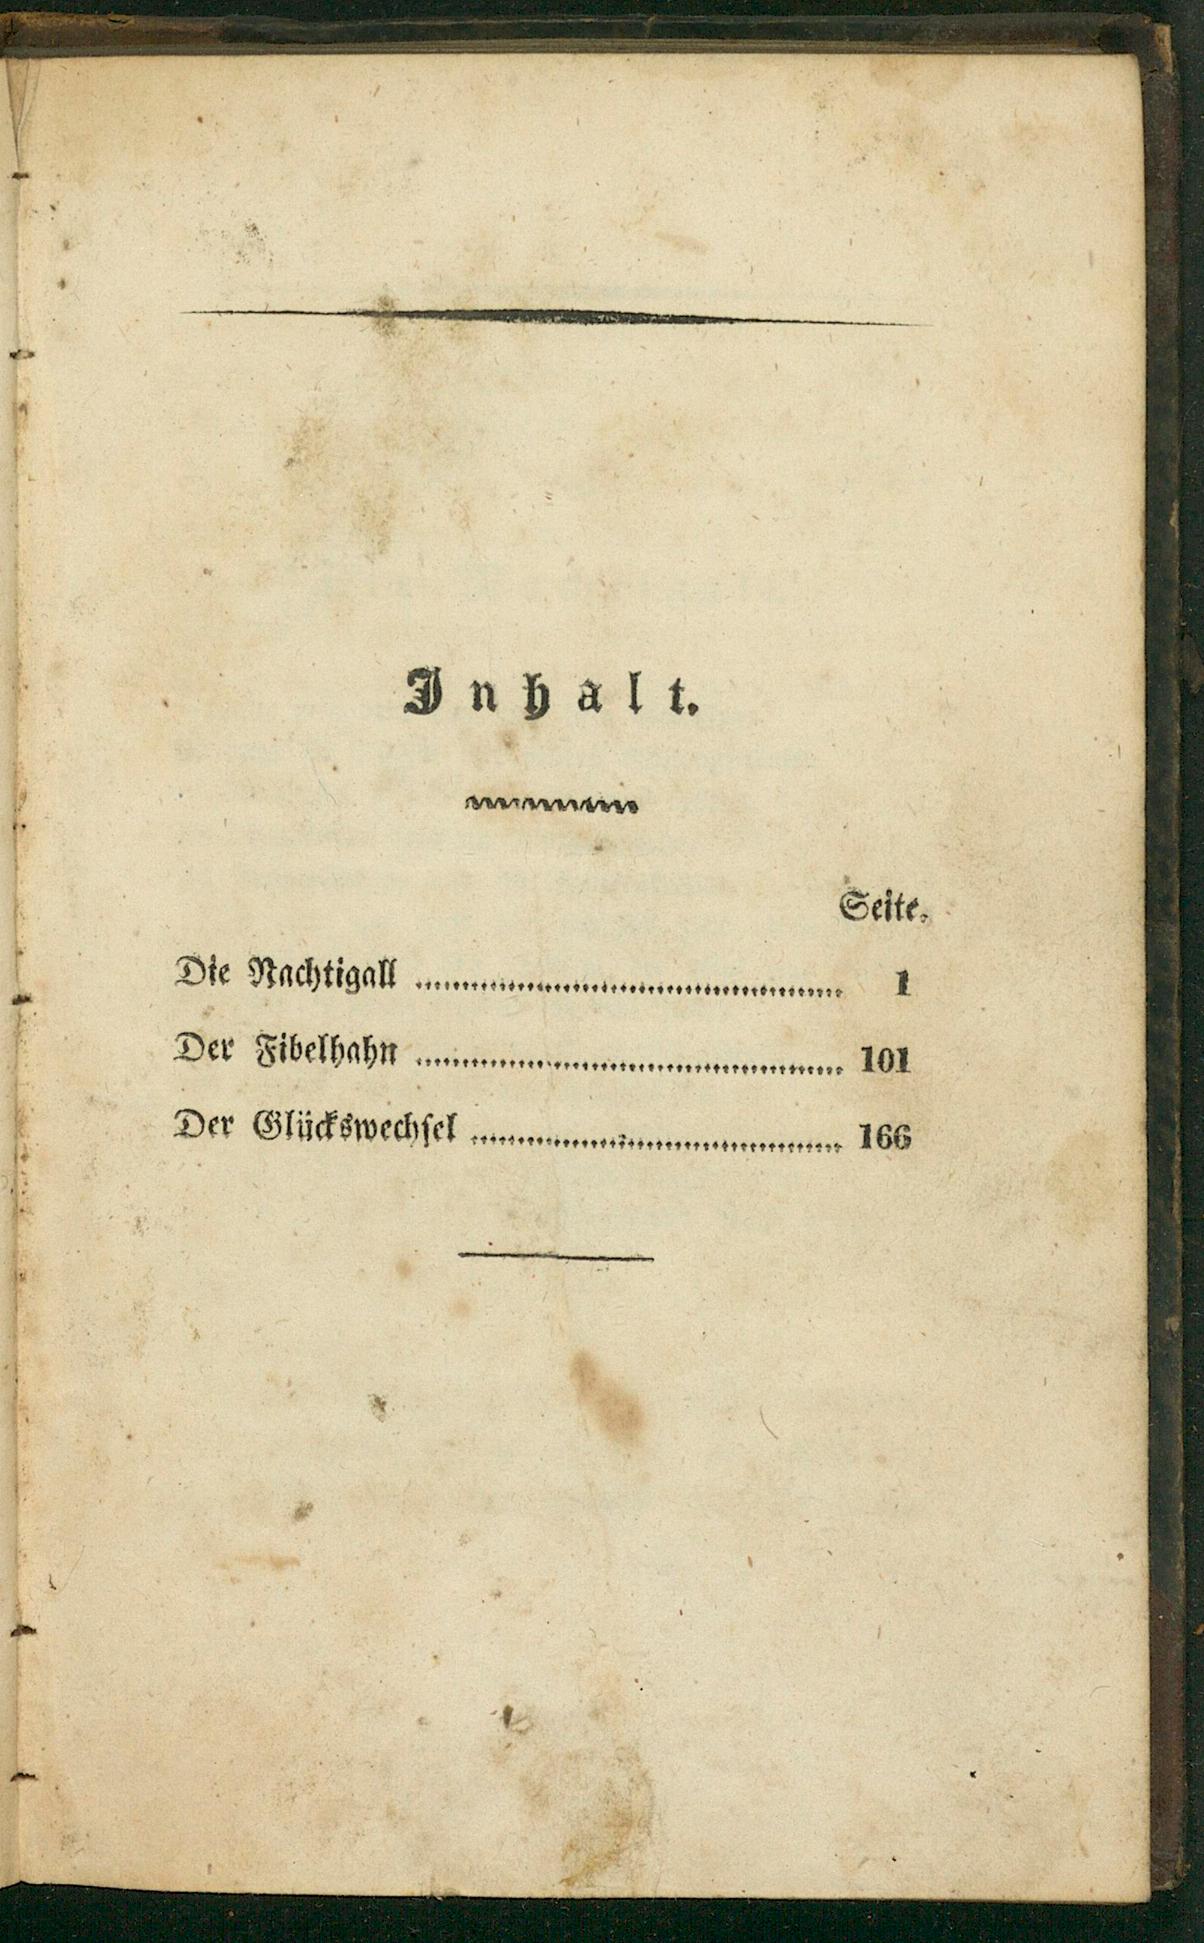 Inhalt.
Seite.
Die Nachtigall ........................ 1
Der Fibelhahn ........................ 101
Der Glückswechſel ........................ 166